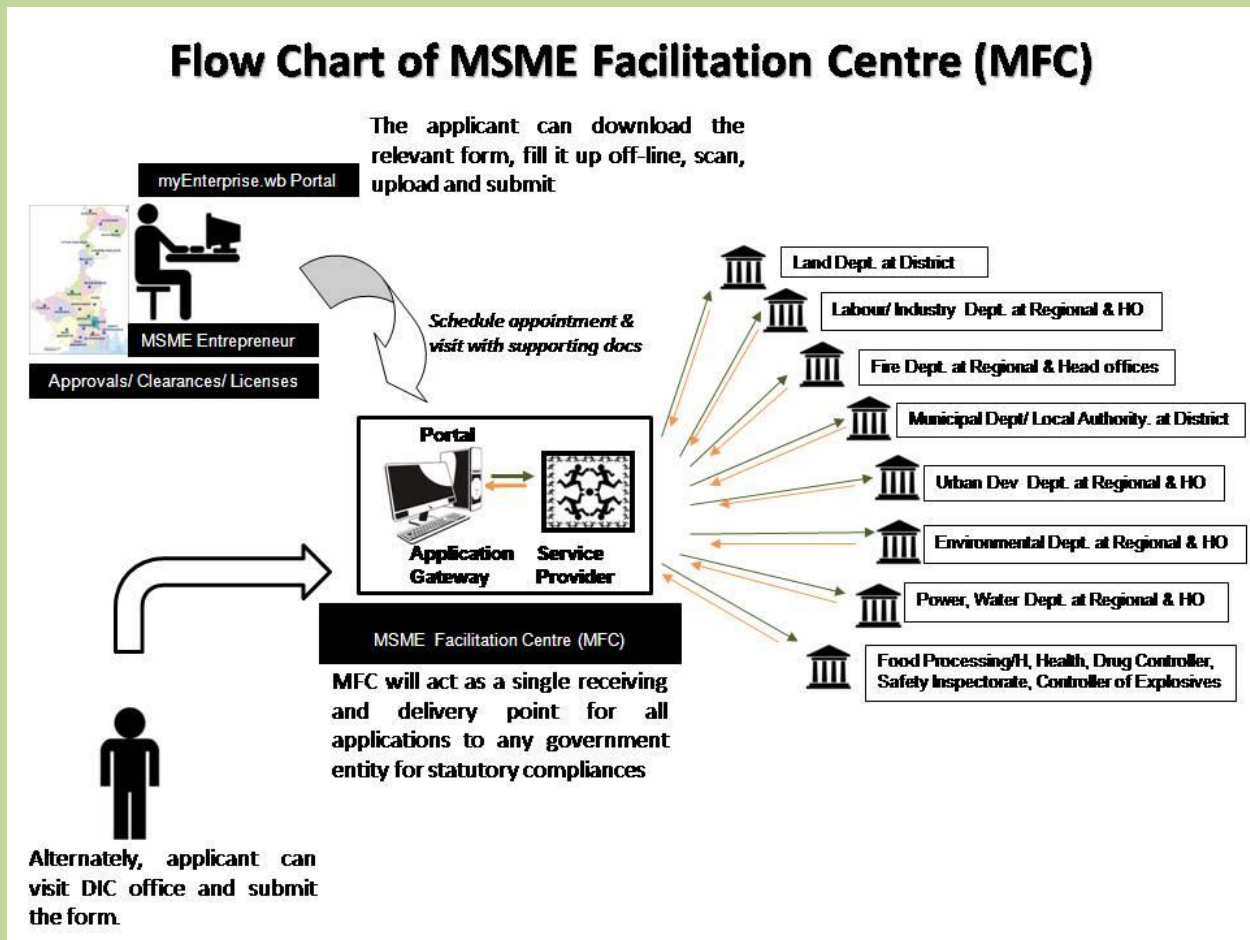 Flow Chart of MSME Facilitation Centre (MFC)
The applicant can download the
relevant form, fill it up off-line, scan,
upload and submit
myEnterprise.wb Portal
MSME Entrepreneur
Approvals/ Clearances/ Licenses
Schedule appointment &
visit with supporting docs
Portal
Application
Gateway
Service
Provider
MSME Facilitation Centre (MFC)
MFC will act as a single receiving
and delivery point for all
applications to any government
entity for statutory compliances
Alternately, applicant can
visit DIC office and submit
the form.
Land Dept. at District
Labour/ Industry Dept. at Regional & HO
Fire Dept. at Regional & Head offices
Municipal Dept/ Local Authority. at District
Urban Dev Dept. at Regional & HO
Environmental Dept. at Regional & HO
Power, Water Dept. at Regional & HO
Food Processing/H, Health, Drug Controller,
Safety Inspectorate, Controller of Explosives